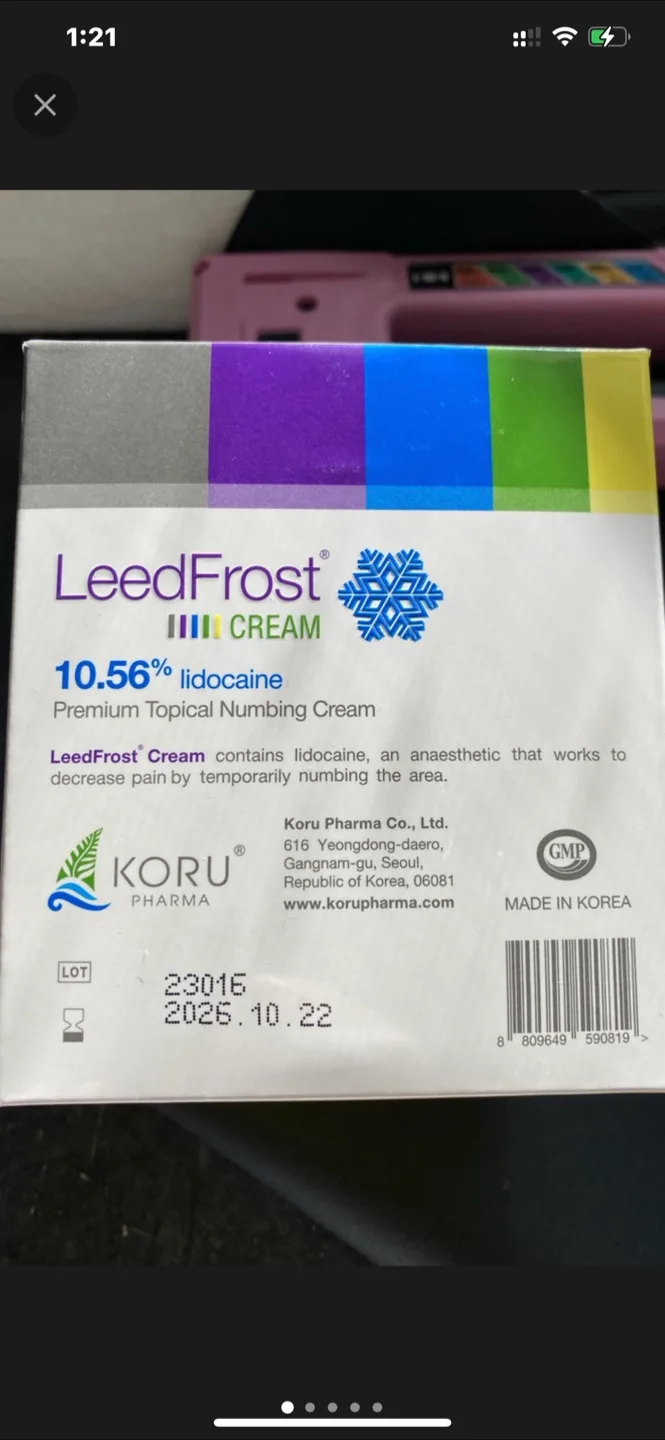 1:21
LeedFrost®
CREAM
10.56% lidocaine
Premium Topical Numbing Cream
LeedFrost® Cream contains lidocaine, an anaesthetic that works to
decrease pain by temporarily numbing the area.
KORU®
PHARMA
Koru Pharma Co., Ltd.
616 Yeongdong-daero,
Gangnam-gu, Seoul,
Republic of Korea, 06081
www.korupharma.com
GMP
MADE IN KOREA
LOT
23016
2026.10.22
8 809649 590819 >